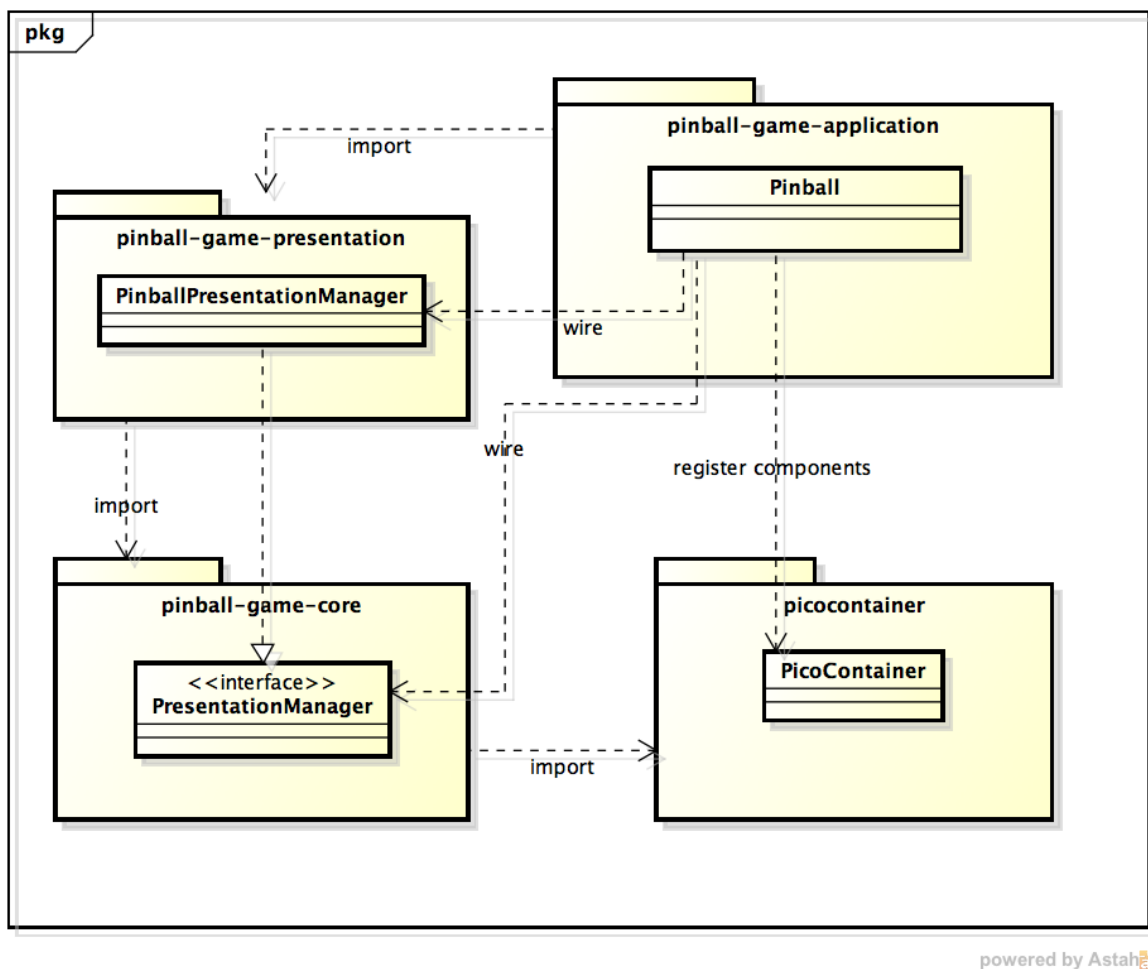 pkg
pinball-game-application
import
Pinball
pinball-game-presentation
PinballPresentationManager
wire
wire
register components
import
pinball-game-core
picocontainer
<<interface>>
PresentationManager
PicoContainer
import
powered by Astah